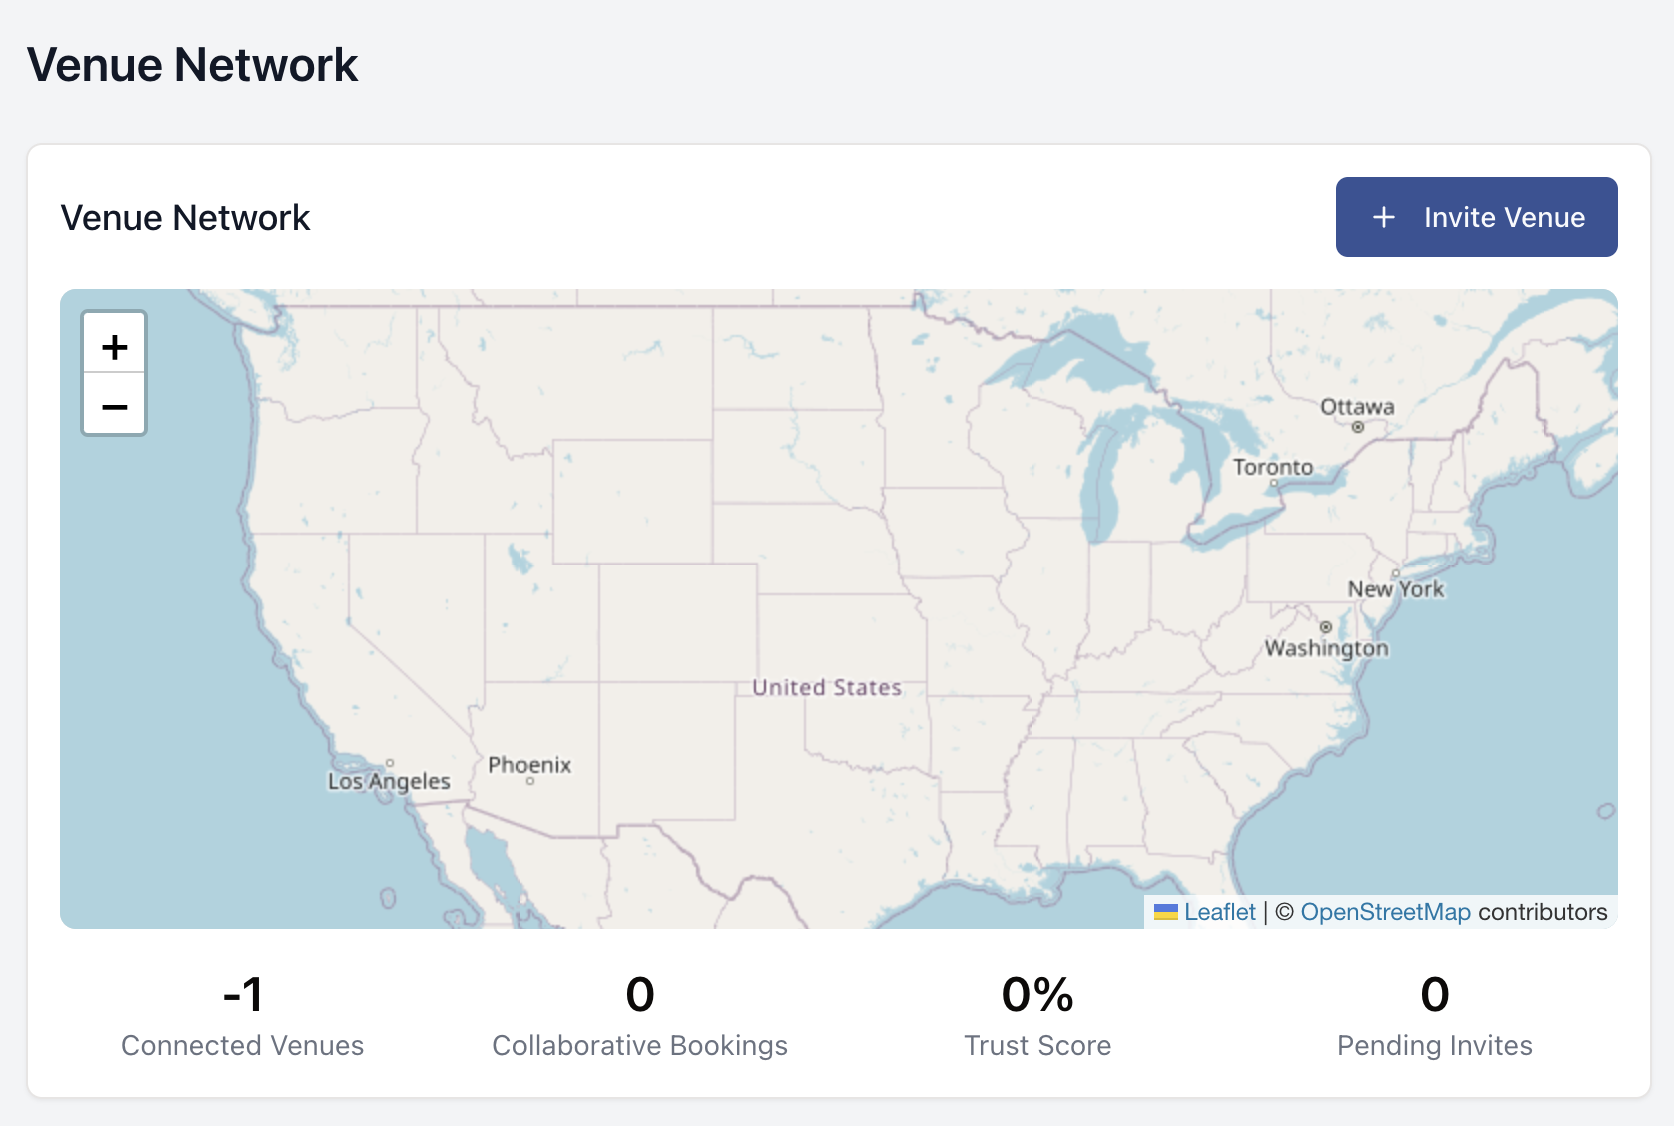 Venue Network
Venue Network
+ Invite Venue
+
−
Ottawa
Toronto
New York
Washington
United States
Phoenix
Los Angeles
Leaflet | © OpenStreetMap contributors
-1
Connected Venues
0
Collaborative Bookings
0%
Trust Score
0
Pending Invites